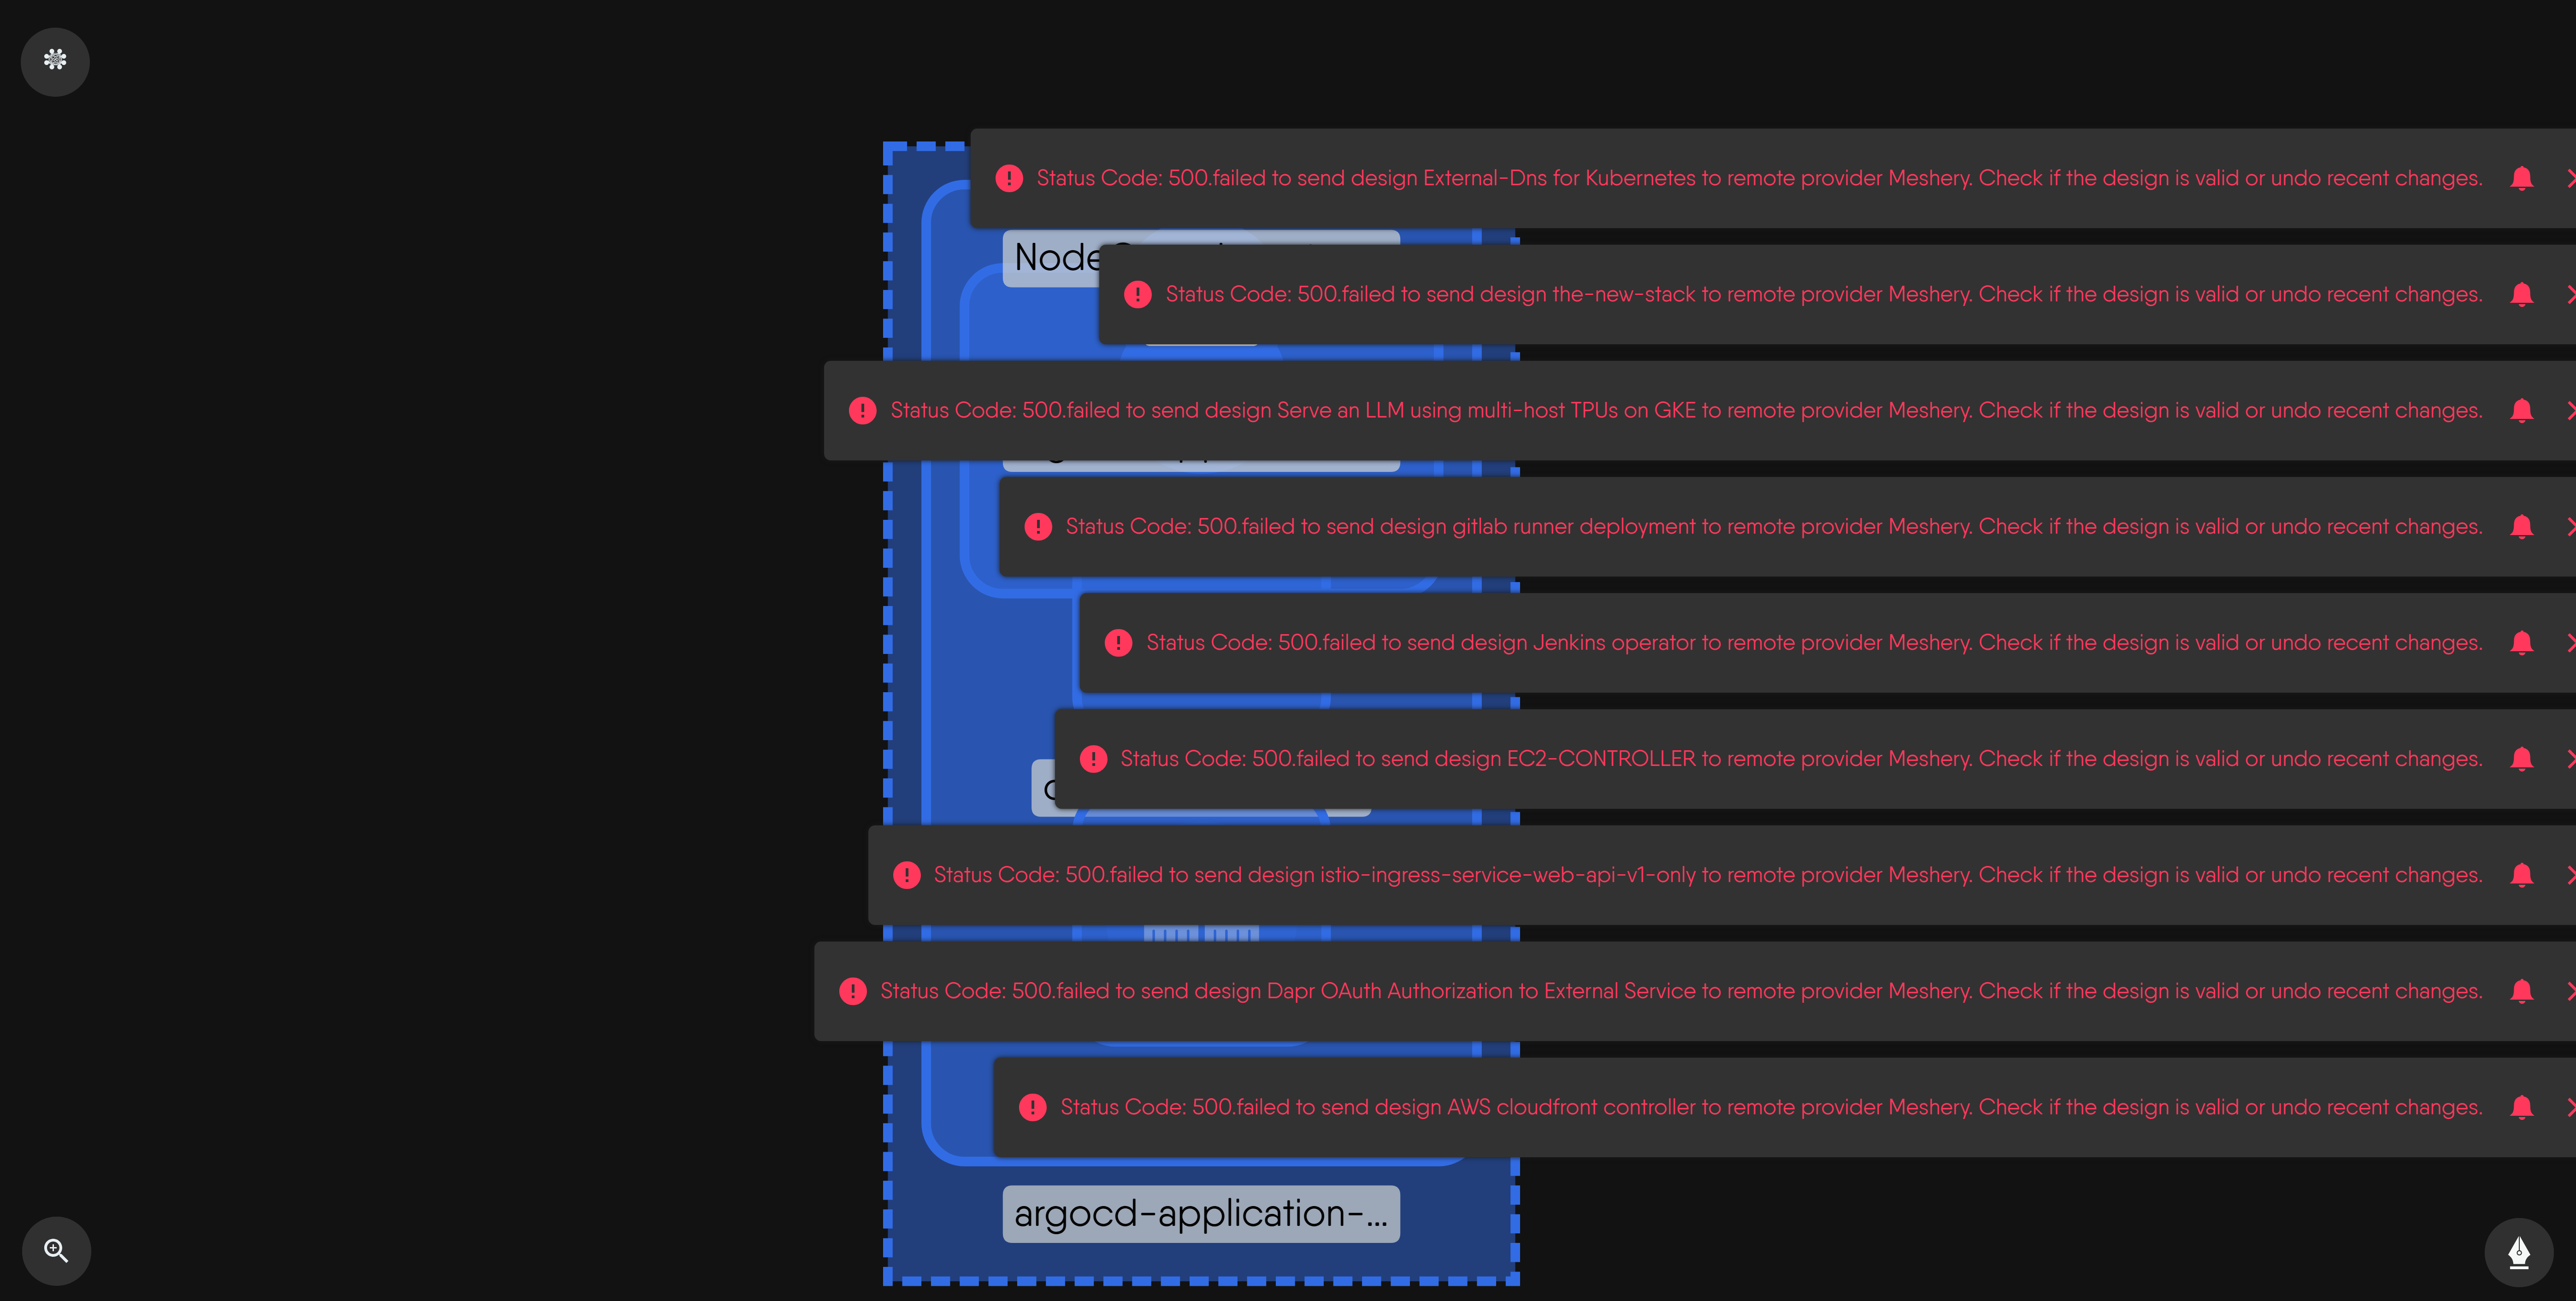 Status Code: 500.failed to send design External-Dns for Kubernetes to remote provider Meshery. Check if the design is valid or undo recent changes.
Node
Status Code: 500.failed to send design the-new-stack to remote provider Meshery. Check if the design is valid or undo recent changes.
Status Code: 500.failed to send design Serve an LLM using multi-host TPUs on GKE to remote provider Meshery. Check if the design is valid or undo recent changes.
Status Code: 500.failed to send design gitlab runner deployment to remote provider Meshery. Check if the design is valid or undo recent changes.
Status Code: 500.failed to send design Jenkins operator to remote provider Meshery. Check if the design is valid or undo recent changes.
Status Code: 500.failed to send design EC2-CONTROLLER to remote provider Meshery. Check if the design is valid or undo recent changes.
Status Code: 500.failed to send design istio-ingress-service-web-api-v1-only to remote provider Meshery. Check if the design is valid or undo recent changes.
Status Code: 500.failed to send design Dapr OAuth Authorization to External Service to remote provider Meshery. Check if the design is valid or undo recent changes.
Status Code: 500.failed to send design AWS cloudfront controller to remote provider Meshery. Check if the design is valid or undo recent changes.
argocd-application-...